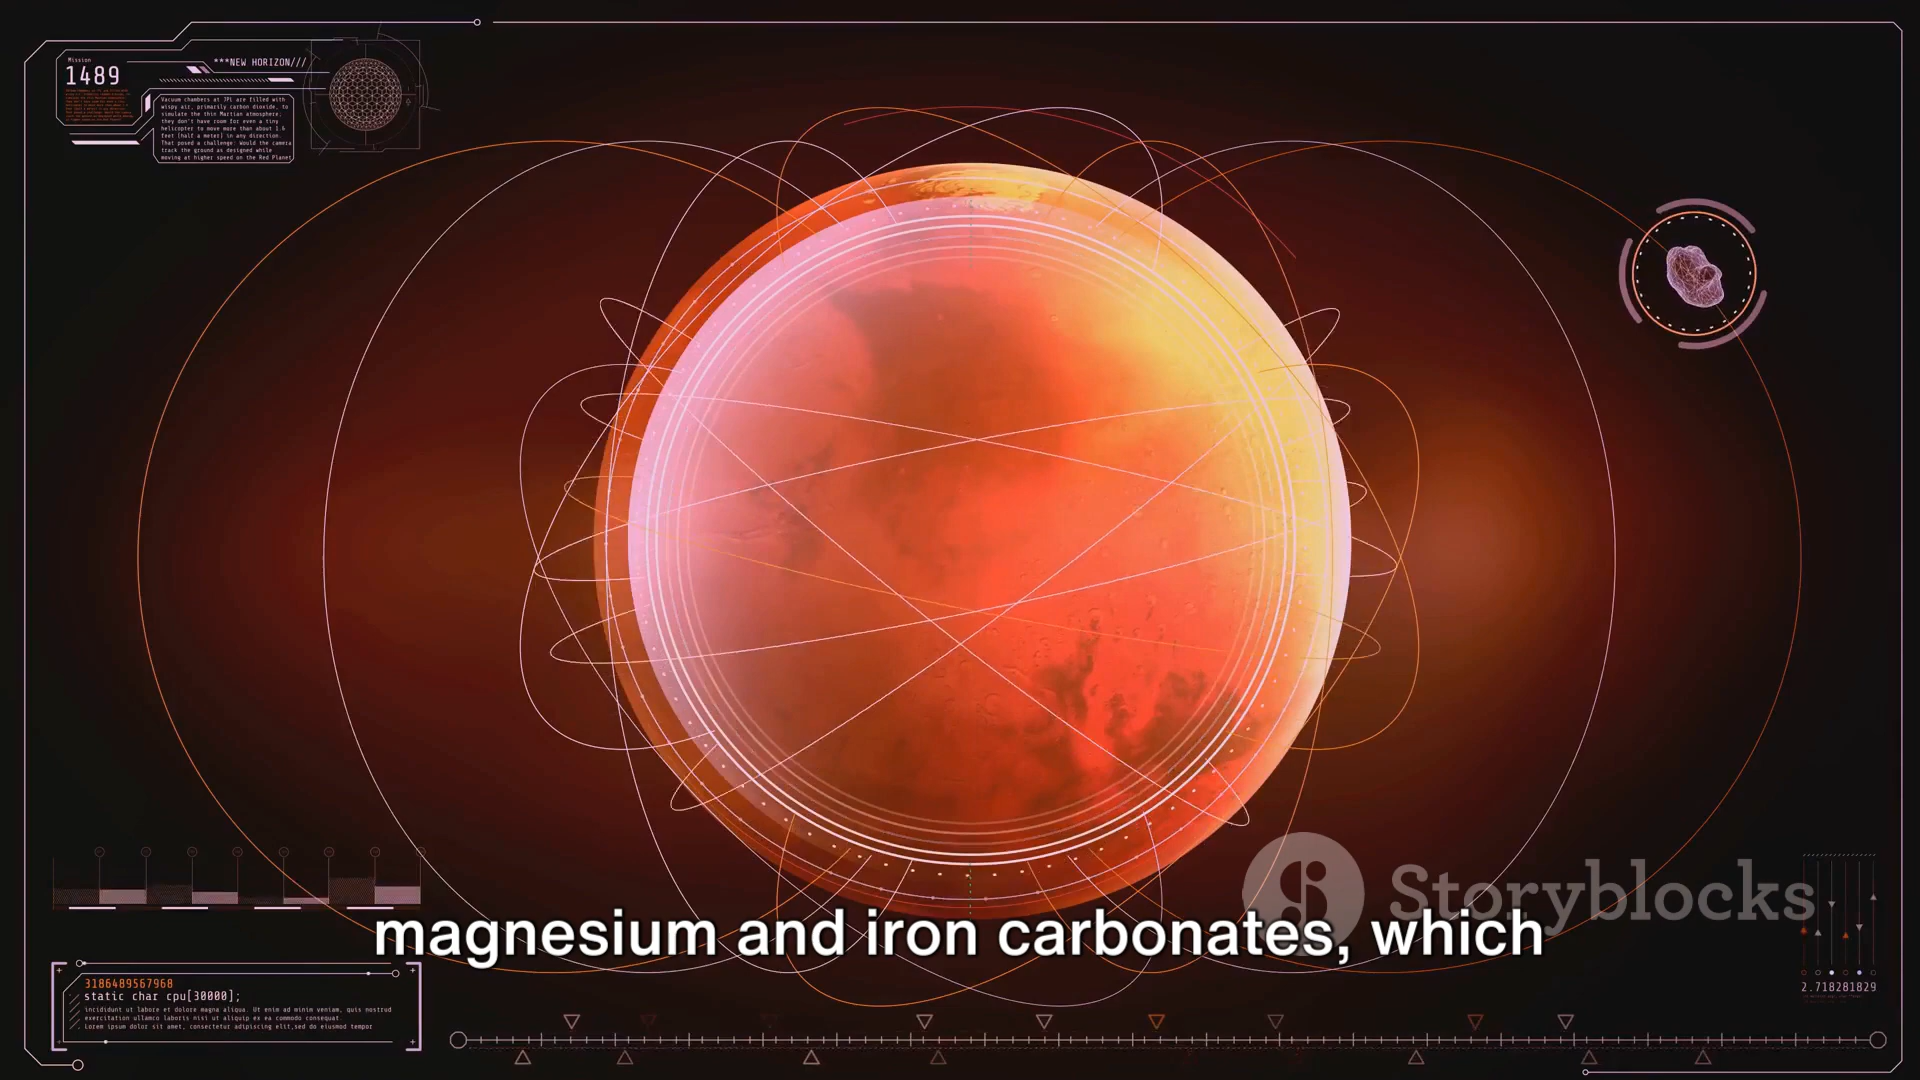 Mission
1489
***NEW HORIZON///
Vacuum chambers at JPL are filled with
wispy air, primarily carbon dioxide, to
simulate the thin Martian atmosphere,
they don't have room for even a tiny
helicopter to move more than about 1.6
feet [half a meter] in any direction.
That posed a challenge: Would the camera
track the ground as designed while
moving at higher speed on the Red Planet
Storyblocks
magnesium and iron carbonates, which
3186489567968
static char cpu[30000];
incididunt ut labore et dolore magna aliqua. Ut enim ad minim veniam, quis nostrud
exercitation ullamco laboris nisi ut aliquip ex ea commodo consequat
Lorem ipsum dolor sit amet, consectetur adipiscing elit,sed do eiusmod tempor
2.718281829